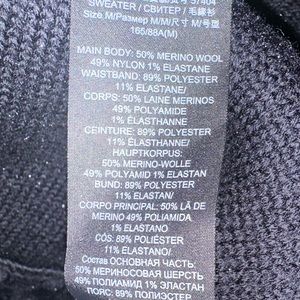 SWEATER / СВИТЕР / 毛織衫
Size.M/Размер M/M/尺寸 M/号型
165/88A(M)
MAIN BODY: 50% MERINO WOOL
49% NYLON 1% ELASTANE
WAISTBAND: 89% POLYESTER
11% ELASTANE/
CORPS: 50% LAINE MERINOS
49% POLYAMIDE
1% ÉLASTHANNE
CEINTURE: 89% POLYESTER
11% ÉLASTHANNE/
HAUPTKORPUS:
50% MERINO-WOLLE
49% POLYAMID 1% ELASTAN
BUND: 89% POLYESTER
11% ELASTAN/
CORPO PRINCIPAL: 50% LÃ DE
MERINO 49% POLIAMIDA
1% ELASTANO
CÓS: 89% POLIÉSTER
11% ELASTANO/
Состав ОСНОВНАЯ ЧАСТЬ:
50% МЕРИНОСОВАЯ ШЕРСТЬ
49% ПОЛИАМИД 1% ЭЛАСТАН
ПОЯС: 89% ПОЛИЭСТЕР